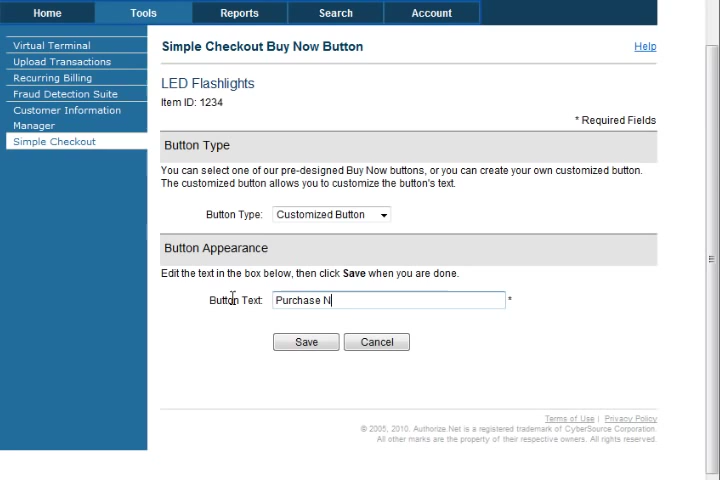 Home Tools Reports Search Account
Virtual Terminal
Upload Transactions
Recurring Billing
Fraud Detection Suite
Customer Information
Manager
Simple Checkout
Simple Checkout Buy Now Button Help
LED Flashlights
Item ID: 1234
* Required Fields
Button Type
You can select one of our pre-designed Buy Now buttons, or you can create your own customized button.
The customized button allows you to customize the button's text.
Button Type: Customized Button
Button Appearance
Edit the text in the box below, then click Save when you are done.
Button Text: Purchase N *
Save Cancel
Terms of Use | Privacy Policy
© 2005, 2010. Authorize.Net is a registered trademark of CyberSource Corporation.
All other marks are the property of their respective owners. All rights reserved.